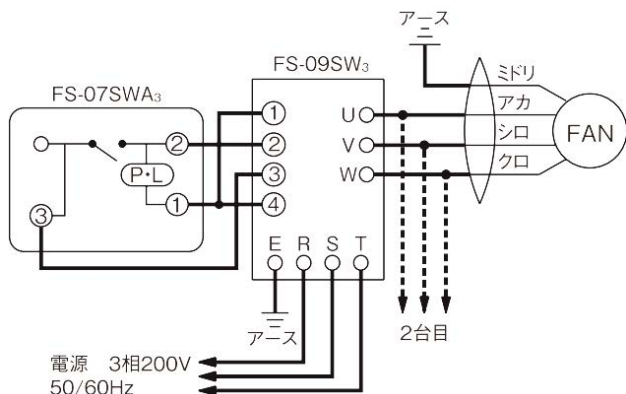 アース
FS-09SW₃
FS-07SWA₃
ミドリ
アカ
シロ
クロ
FAN
①
②
③
④
U
V
W
②
P・L
①
③
E R S T
アース
2台目
電源 3相200V
50/60Hz